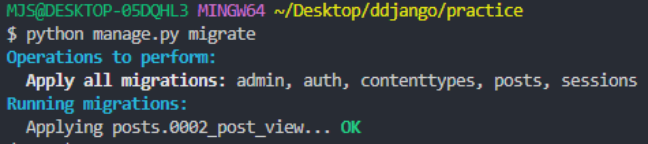 MJS@DESKTOP-05DQHL3 MINGW64 ~/Desktop/ddjango/practice
$ python manage.py migrate
Operations to perform:
  Apply all migrations: admin, auth, contenttypes, posts, sessions
Running migrations:
  Applying posts.0002_post_view... OK